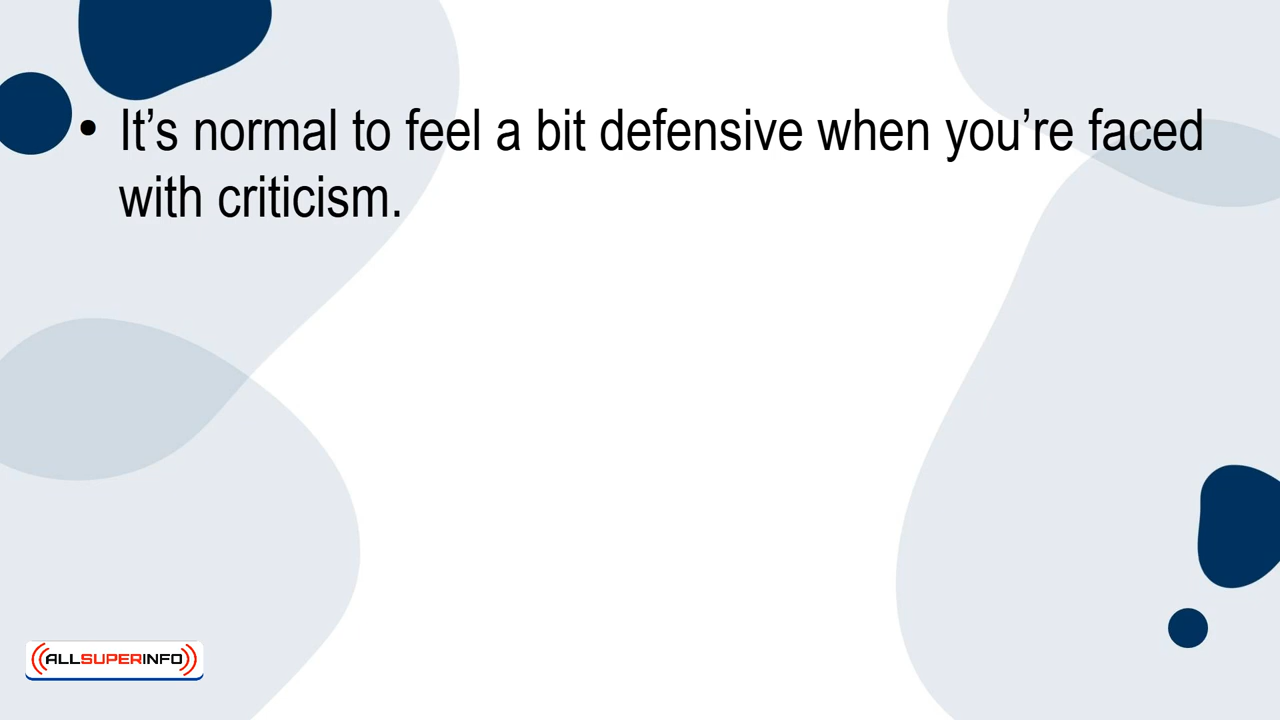 • It’s normal to feel a bit defensive when you’re faced
with criticism.
ALLSUPERINFO